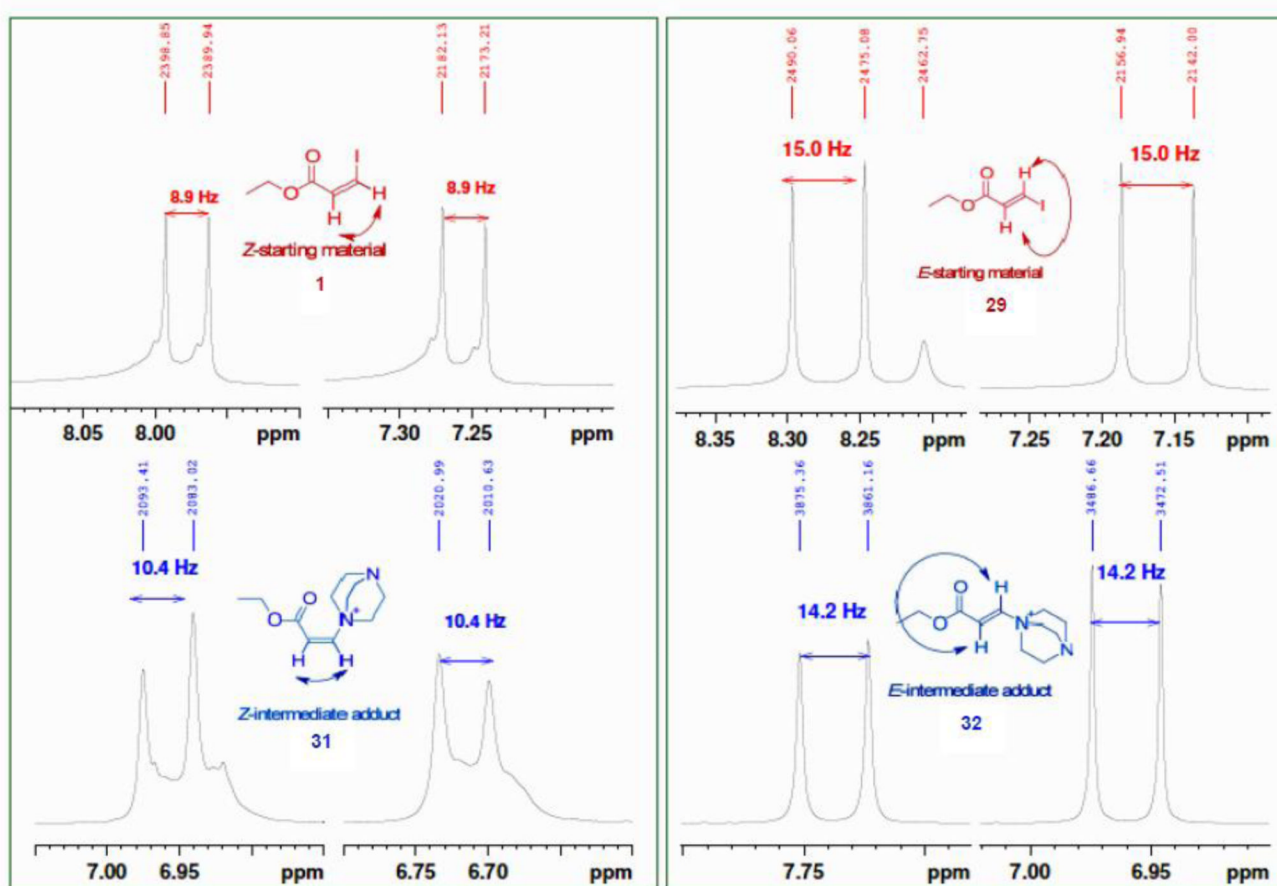 2398.85
2389.94
2182.13
2173.21
8.9 Hz
8.9 Hz
O
I
O
H
H
Z-starting material
1
8.05
8.00
ppm
7.30
7.25
ppm
2490.06
2475.08
2462.75
2156.94
2142.00
15.0 Hz
15.0 Hz
O
H
O
I
H
E-starting material
29
8.35
8.30
8.25
ppm
7.25
7.20
7.15
ppm
2093.41
2083.02
2020.99
2010.63
10.4 Hz
10.4 Hz
N
O
O
N+
H
H
Z-intermediate adduct
31
7.00
6.95
ppm
6.75
6.70
ppm
3875.36
3861.16
3486.66
3472.51
14.2 Hz
14.2 Hz
O
H
O
N+
H
N
E-intermediate adduct
32
7.75
ppm
7.00
6.95
ppm